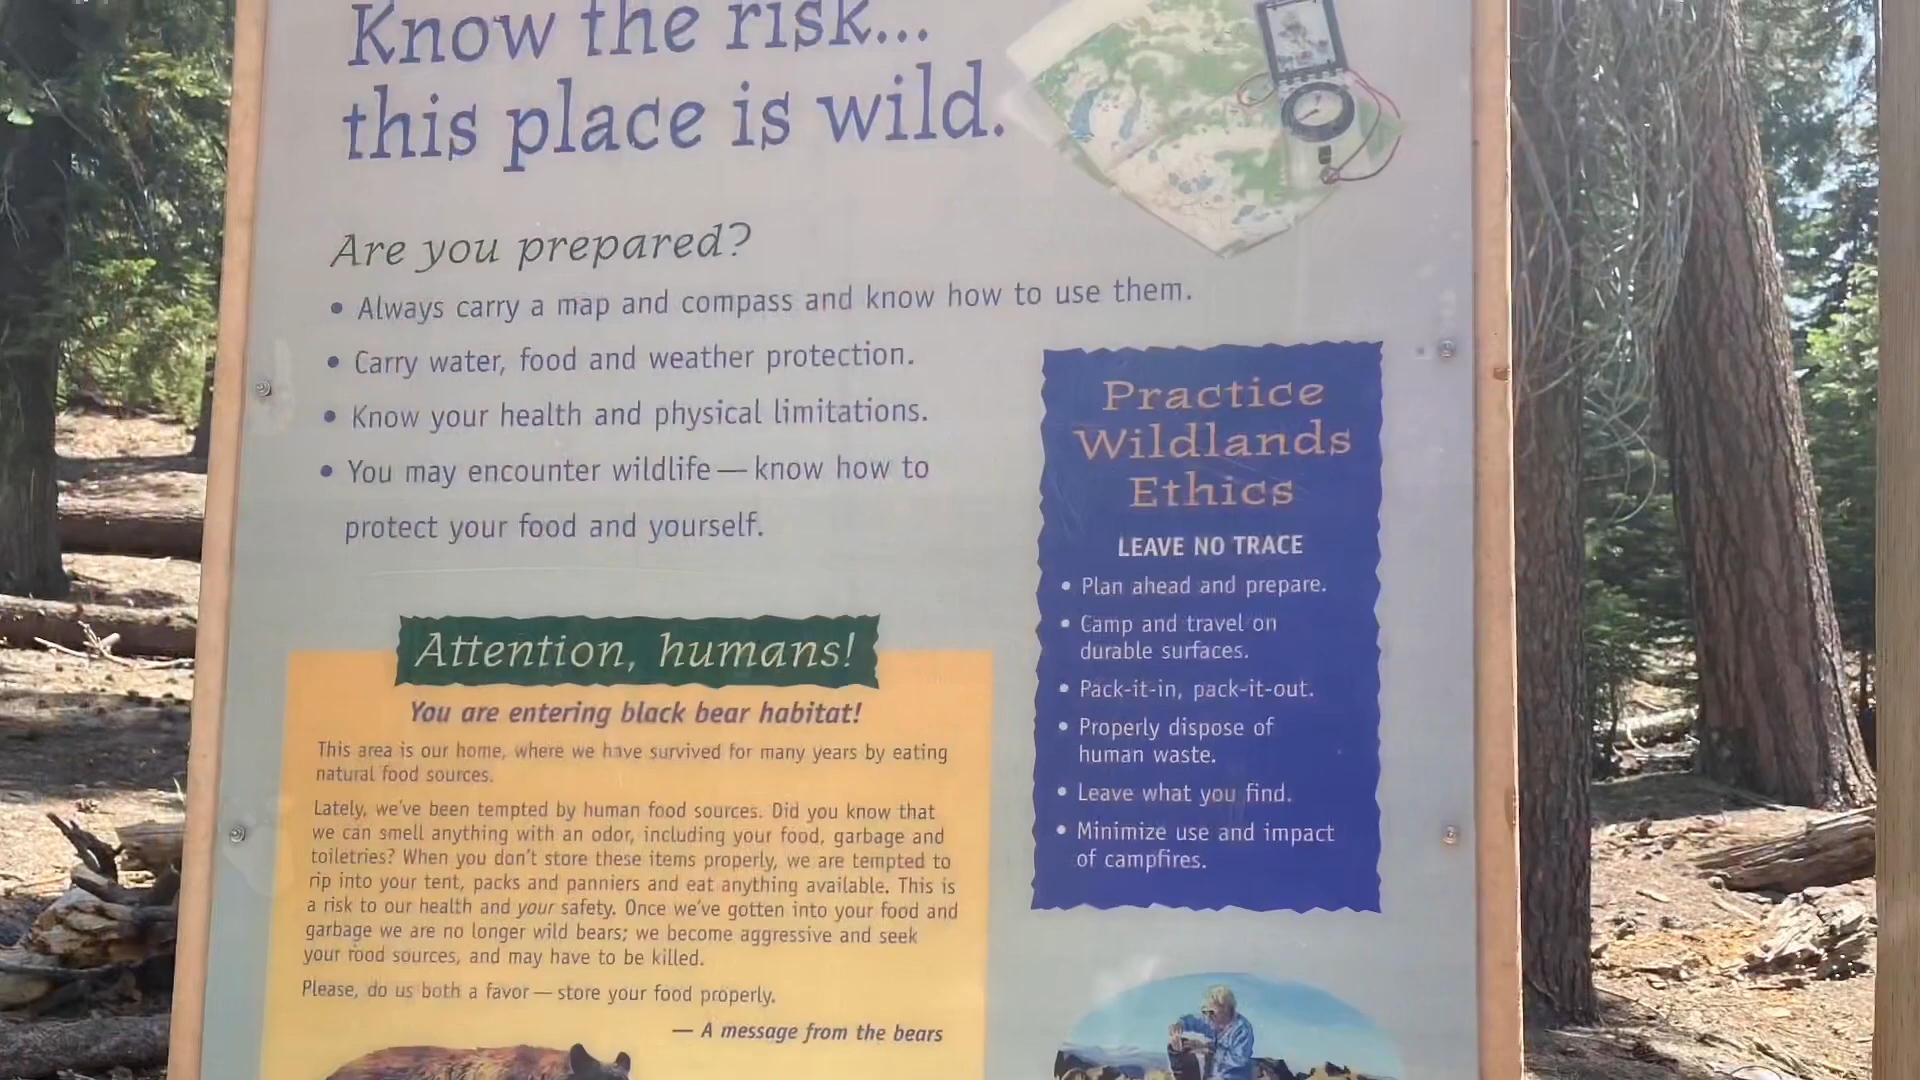 Know the risk...
this place is wild.
Are you prepared?
• Always carry a map and compass and know how to use them.
• Carry water, food and weather protection.
• Know your health and physical limitations.
• You may encounter wildlife — know how to
protect your food and yourself.
Practice
Wildlands
Ethics
LEAVE NO TRACE
• Plan ahead and prepare.
• Camp and travel on
durable surfaces.
• Pack-it-in, pack-it-out.
• Properly dispose of
human waste.
• Leave what you find.
• Minimize use and impact
of campfires.
Attention, humans!
You are entering black bear habitat!
This area is our home, where we have survived for many years by eating
natural food sources.
Lately, we've been tempted by human food sources. Did you know that
we can smell anything with an odor, including your food, garbage and
toiletries? When you don't store these items properly, we are tempted to
rip into your tent, packs and panniers and eat anything available. This is
a risk to our health and your safety. Once we've gotten into your food and
garbage we are no longer wild bears; we become aggressive and seek
your food sources, and may have to be killed.
Please, do us both a favor — store your food properly.
— A message from the bears